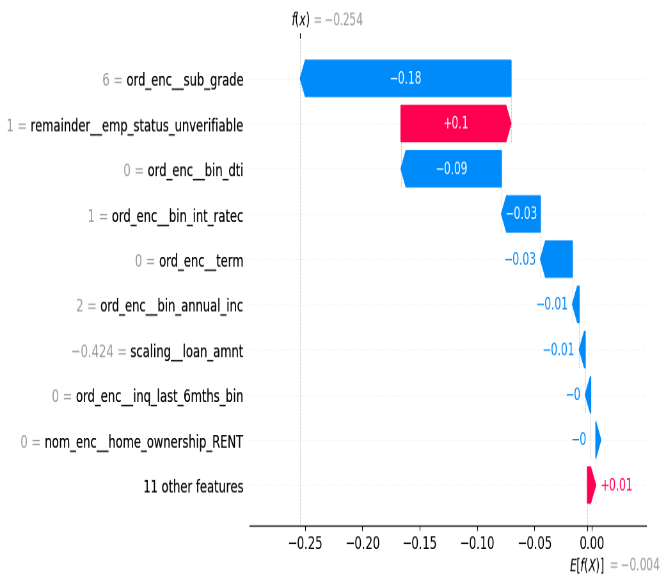 f(x) = −0.254
6 = ord_enc__sub_grade
−0.18
1 = remainder__emp_status_unverifiable
+0.1
0 = ord_enc__bin_dti
−0.09
1 = ord_enc__bin_int_ratec
−0.03
0 = ord_enc__term
−0.03
2 = ord_enc__bin_annual_inc
−0.01
−0.424 = scaling__loan_amnt
−0.01
0 = ord_enc__inq_last_6mths_bin
−0
0 = nom_enc__home_ownership_RENT
−0
11 other features
+0.01
−0.25 −0.20 −0.15 −0.10 −0.05 0.00
E[f(X)] = −0.004